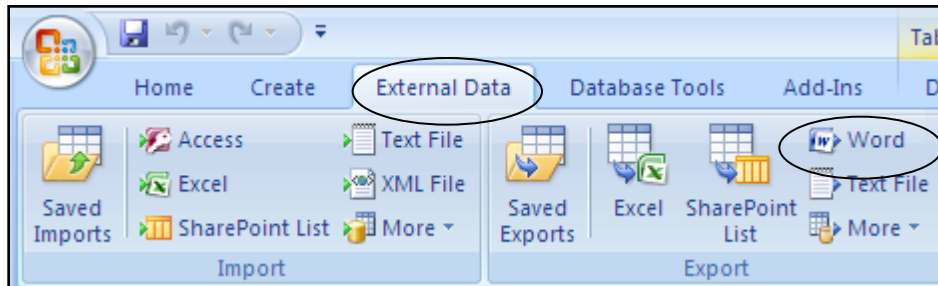 Tab
Home Create External Data Database Tools Add-Ins D
Access Text File Word
Excel XML File Text File
Saved Imports SharePoint List More Saved Exports Excel SharePoint List More
Import Export